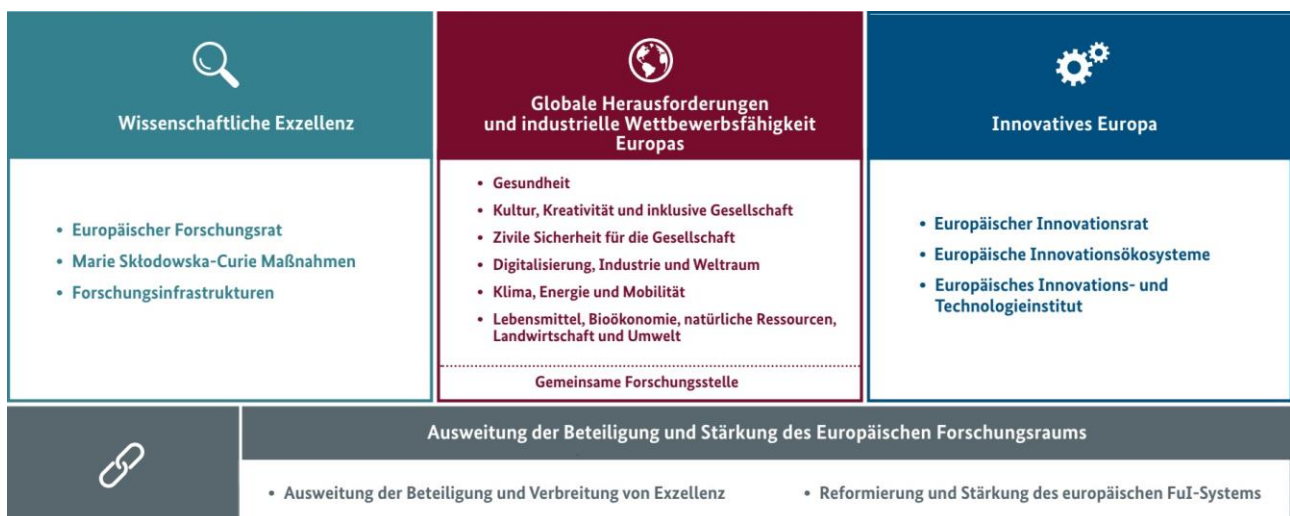 Wissenschaftliche Exzellenz
• Europäischer Forschungsrat
• Marie Skłodowska-Curie Maßnahmen
• Forschungsinfrastrukturen
Globale Herausforderungen
und industrielle Wettbewerbsfähigkeit
Europas
• Gesundheit
• Kultur, Kreativität und inklusive Gesellschaft
• Zivile Sicherheit für die Gesellschaft
• Digitalisierung, Industrie und Weltraum
• Klima, Energie und Mobilität
• Lebensmittel, Bioökonomie, natürliche Ressourcen,
Landwirtschaft und Umwelt
Gemeinsame Forschungsstelle
Innovatives Europa
• Europäischer Innovationsrat
• Europäische Innovationsökosysteme
• Europäisches Innovations- und
Technologieinstitut
Ausweitung der Beteiligung und Stärkung des Europäischen Forschungsraums
• Ausweitung der Beteiligung und Verbreitung von Exzellenz
• Reformierung und Stärkung des europäischen FuI-Systems